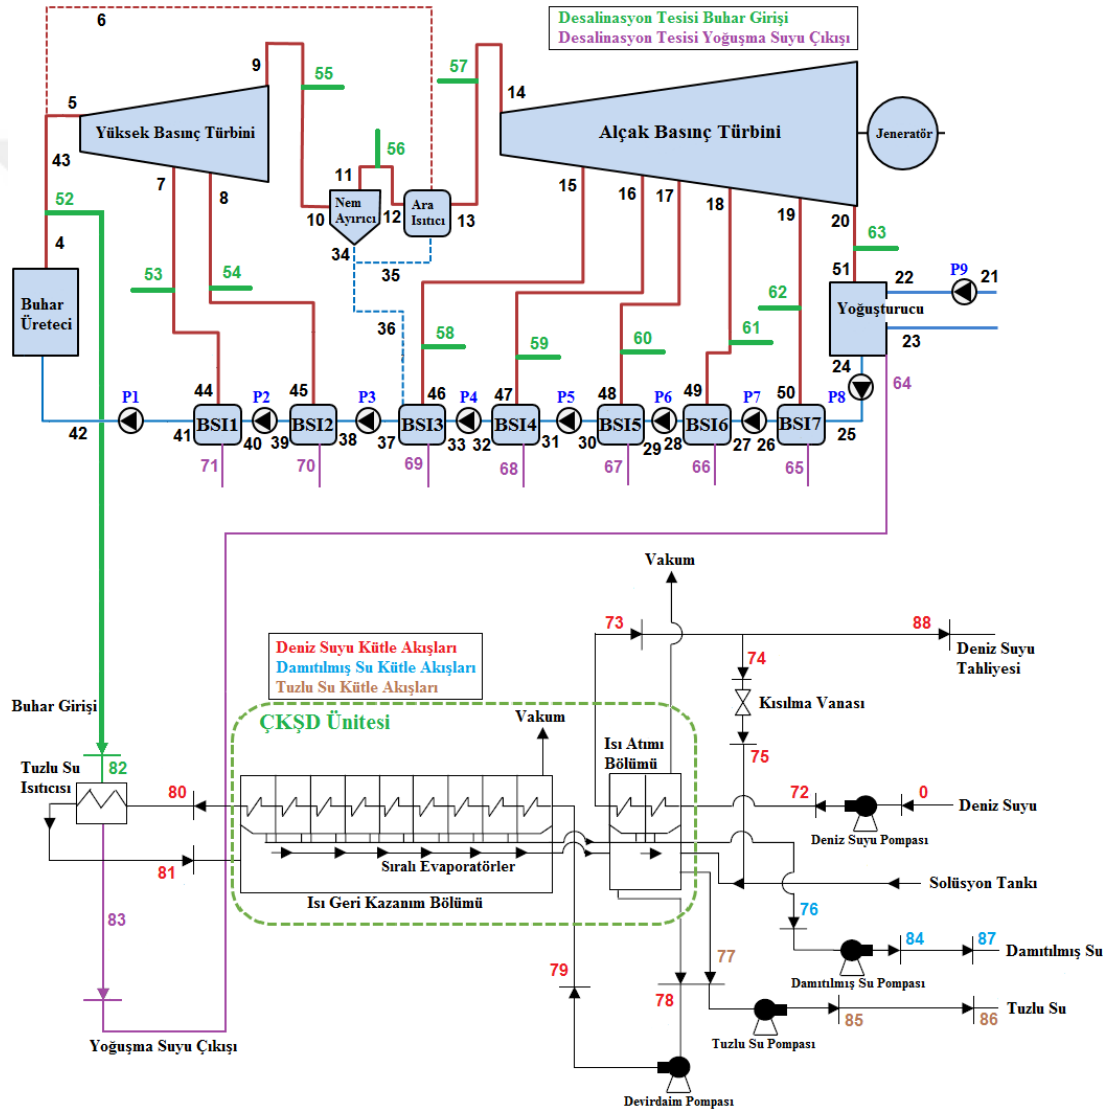 6
Desalinasyon Tesisi Buhar Girişi
Desalinasyon Tesisi Yoğuşma Suyu Çıkışı
9
55
57
14
5
Yüksek Basınç Türbini
Alçak Basınç Türbini
Jeneratör
43
56
7
8
11
15
16
17
18
19
20
52
10
Nem
Ayırıcı
12
Ara
Isıtıcı
13
63
4
34
35
51
22
P9
21
53
54
62
Buhar
Üreteci
Yoğuşturucu
36
58
59
60
61
23
24
64
44
45
46
47
48
49
50
P1
P2
P3
P4
P5
P6
P7
P8
42
41
BSI1
40
39
BSI2
38
37
BSI3
33
32
BSI4
31
30
BSI5
29
28
BSI6
27
26
BSI7
25
71
70
69
68
67
66
65
Vakum
73
88
Deniz Suyu
Tahliyesi
Deniz Suyu Kütle Akışları
Damıtılmış Su Kütle Akışları
Tuzlu Su Kütle Akışları
74
Kısılma Vanası
Buhar Girişi
ÇKŞD Ünitesi
Vakum
Isı Atımı
Bölümü
75
82
Tuzlu Su
Isıtıcısı
80
72
0
Deniz Suyu
Deniz Suyu Pompası
81
Sıralı Evaporatörler
Solüsyon Tankı
Isı Geri Kazanım Bölümü
76
83
84
87
Damıtılmış Su
77
Damıtılmış Su Pompası
79
78
85
86
Tuzlu Su
Tuzlu Su Pompası
Yoğuşma Suyu Çıkışı
Devirdaim Pompası